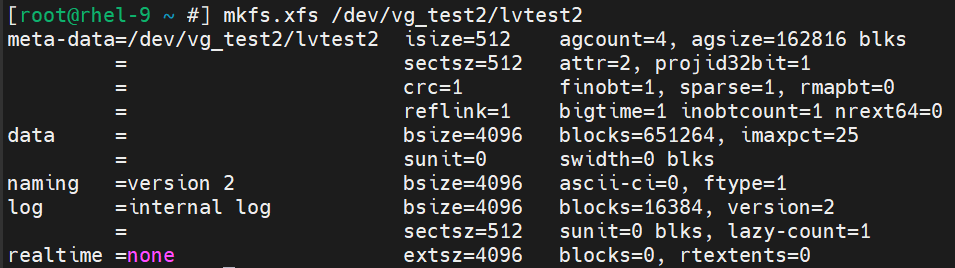 [root@rhel-9 ~ #] mkfs.xfs /dev/vg_test2/lvtest2
meta-data=/dev/vg_test2/lvtest2  isize=512    agcount=4, agsize=162816 blks
         =                       sectsz=512   attr=2, projid32bit=1
         =                       crc=1        finobt=1, sparse=1, rmapbt=0
         =                       reflink=1    bigtime=1 inobtcount=1 nrext64=0
data     =                       bsize=4096   blocks=651264, imaxpct=25
         =                       sunit=0      swidth=0 blks
naming   =version 2              bsize=4096   ascii-ci=0, ftype=1
log      =internal log           bsize=4096   blocks=16384, version=2
         =                       sectsz=512   sunit=0 blks, lazy-count=1
realtime =none                   extsz=4096   blocks=0, rtextents=0